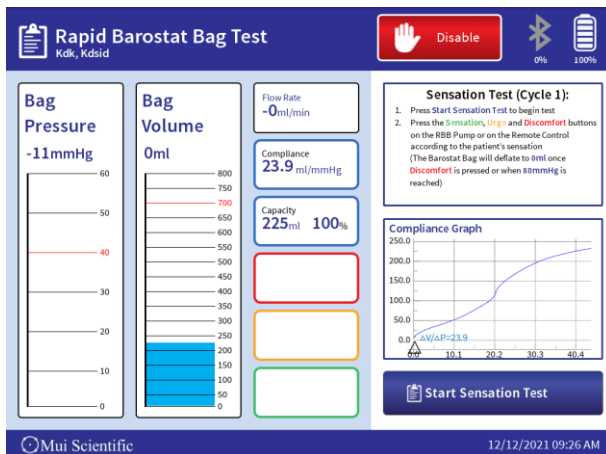 Rapid Barostat Bag Test
Kdk, Kdsid
Disable
0%
100%
Bag
Pressure
-11mmHg
60
50
40
30
20
10
0
Bag
Volume
0ml
800
750
700
650
600
550
500
450
400
350
300
250
200
150
100
50
0
Flow Rate
-0ml/min
Compliance
23.9 ml/mmHg
Capacity
225ml 100%
Sensation Test (Cycle 1):
1. Press Start Sensation Test to begin test
2. Press the Sensation, Urge and Discomfort buttons
on the RBB Pump or on the Remote Control
according to the patient's sensation
(The Barostat Bag will deflate to 0ml once
Discomfort is pressed or when 80mmHg is
reached)
Compliance Graph
250.0
200.0
150.0
100.0
50.0
0.0
△V/△P=23.9
0.0 10.1 20.2 30.3 40.4
Start Sensation Test
Mui Scientific
12/12/2021 09:26 AM